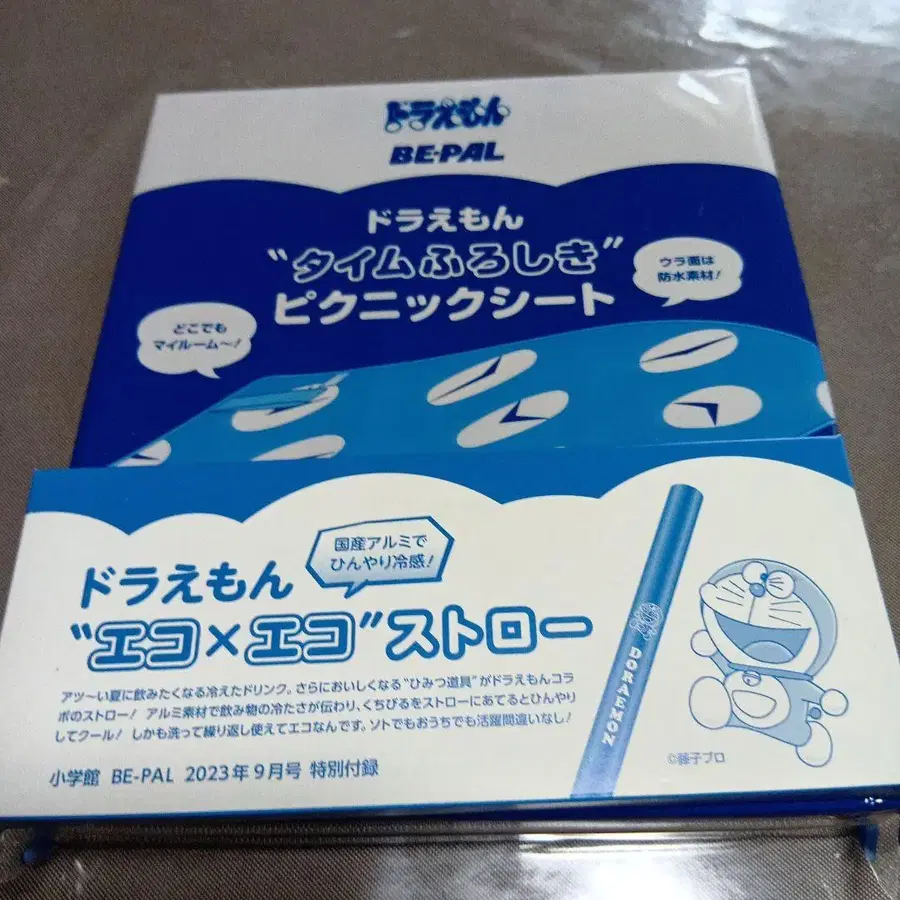 ドラえもん
BE-PAL
ドラえもん
“タイムふろしき”
ピクニックシート
ウラ面は
防水素材！
どこでも
マイルーム〜！
国産アルミで
ひんやり冷感！
ドラえもん
“エコ×エコ”ストロー
アツ〜い夏に飲みたくなる冷えたドリンク。さらにおいしくなる“ひみつ道具”がドラえもんコラ
ボのストロー！ アルミ素材で飲み物の冷たさが伝わり、くちびるをストローにあてるとひんやり
してクール！ しかも洗って繰り返し使えてエコなんです。ソトでもおうちでも活躍間違いなし！
小学館 BE-PAL 2023年9月号 特別付録
DORAEMON
©藤子プロ